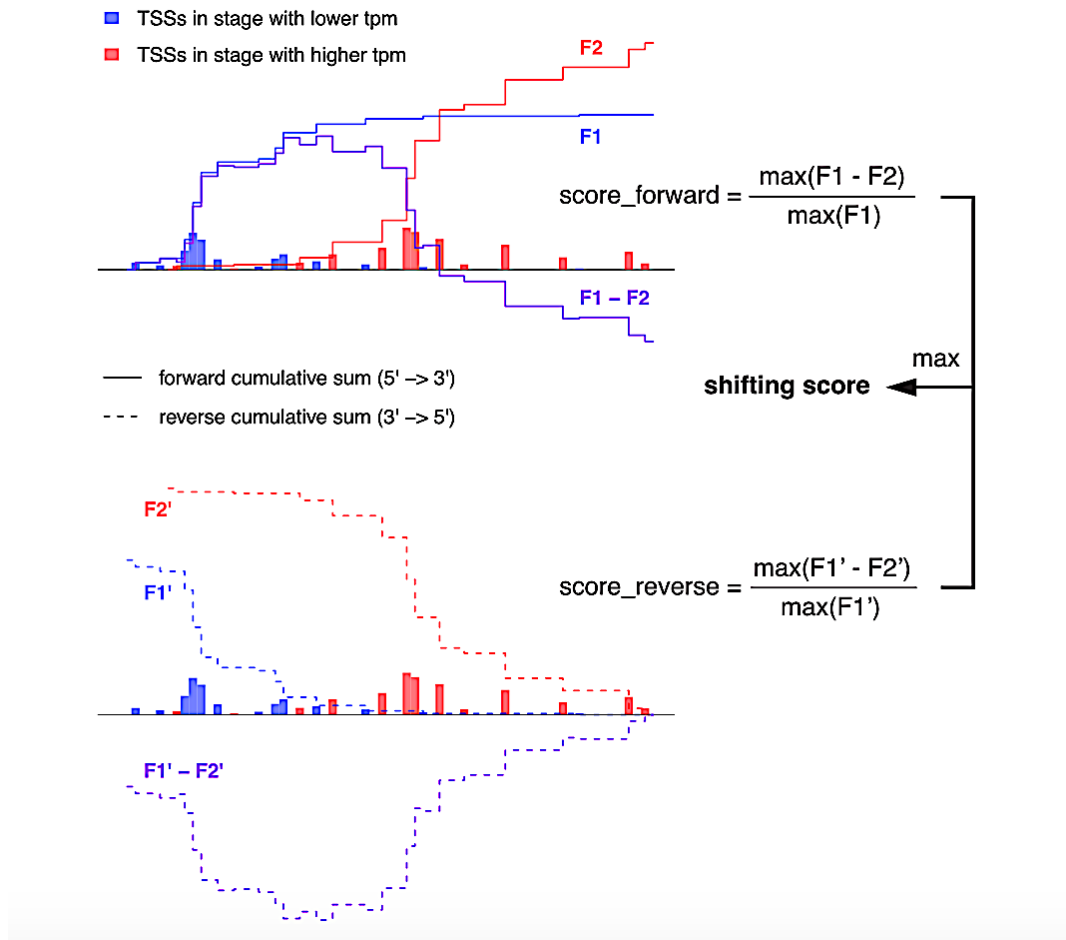 TSSs in stage with lower tpm
TSSs in stage with higher tpm
F2
F1
score_forward = max(F1 - F2)
max(F1)
F1 – F2
max
forward cumulative sum (5' –> 3')
shifting score
reverse cumulative sum (3' –> 5')
F2'
F1'
score_reverse = max(F1’ - F2’)
max(F1’)
F1' – F2'